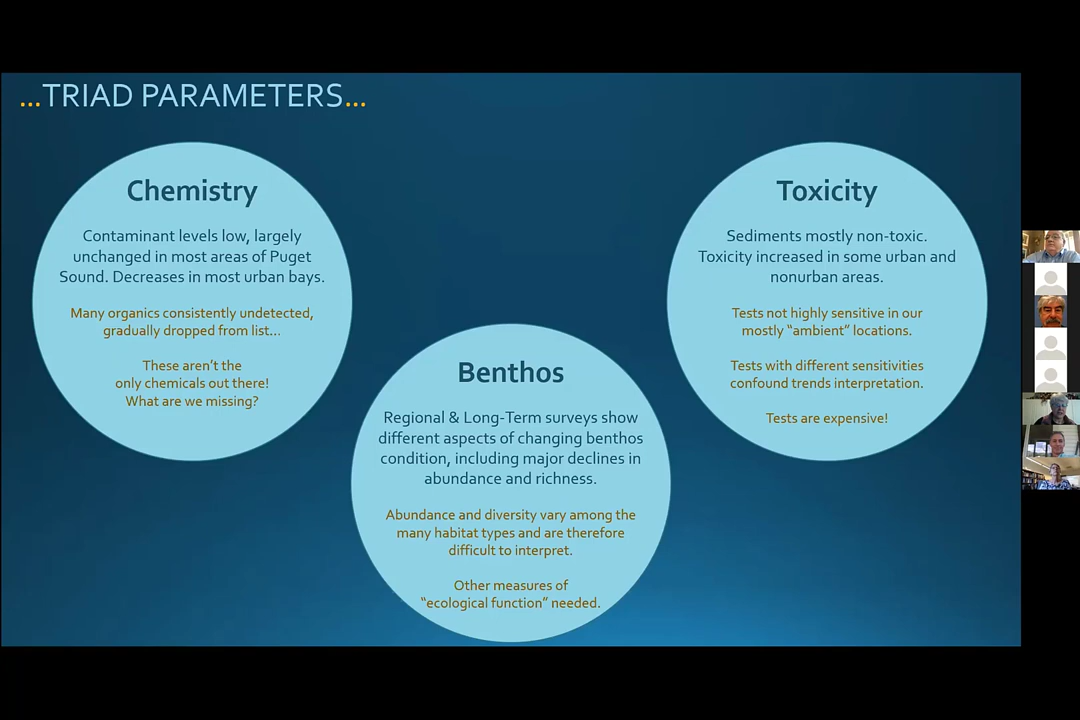 ...TRIAD PARAMETERS...
Chemistry
Contaminant levels low, largely
unchanged in most areas of Puget
Sound. Decreases in most urban bays.
Many organics consistently undetected,
gradually dropped from list...
These aren't the
only chemicals out there!
What are we missing?
Benthos
Regional & Long-Term surveys show
different aspects of changing benthos
condition, including major declines in
abundance and richness.
Abundance and diversity vary among the
many habitat types and are therefore
difficult to interpret.
Other measures of
"ecological function" needed.
Toxicity
Sediments mostly non-toxic.
Toxicity increased in some urban and
nonurban areas.
Tests not highly sensitive in our
mostly "ambient" locations.
Tests with different sensitivities
confound trends interpretation.
Tests are expensive!